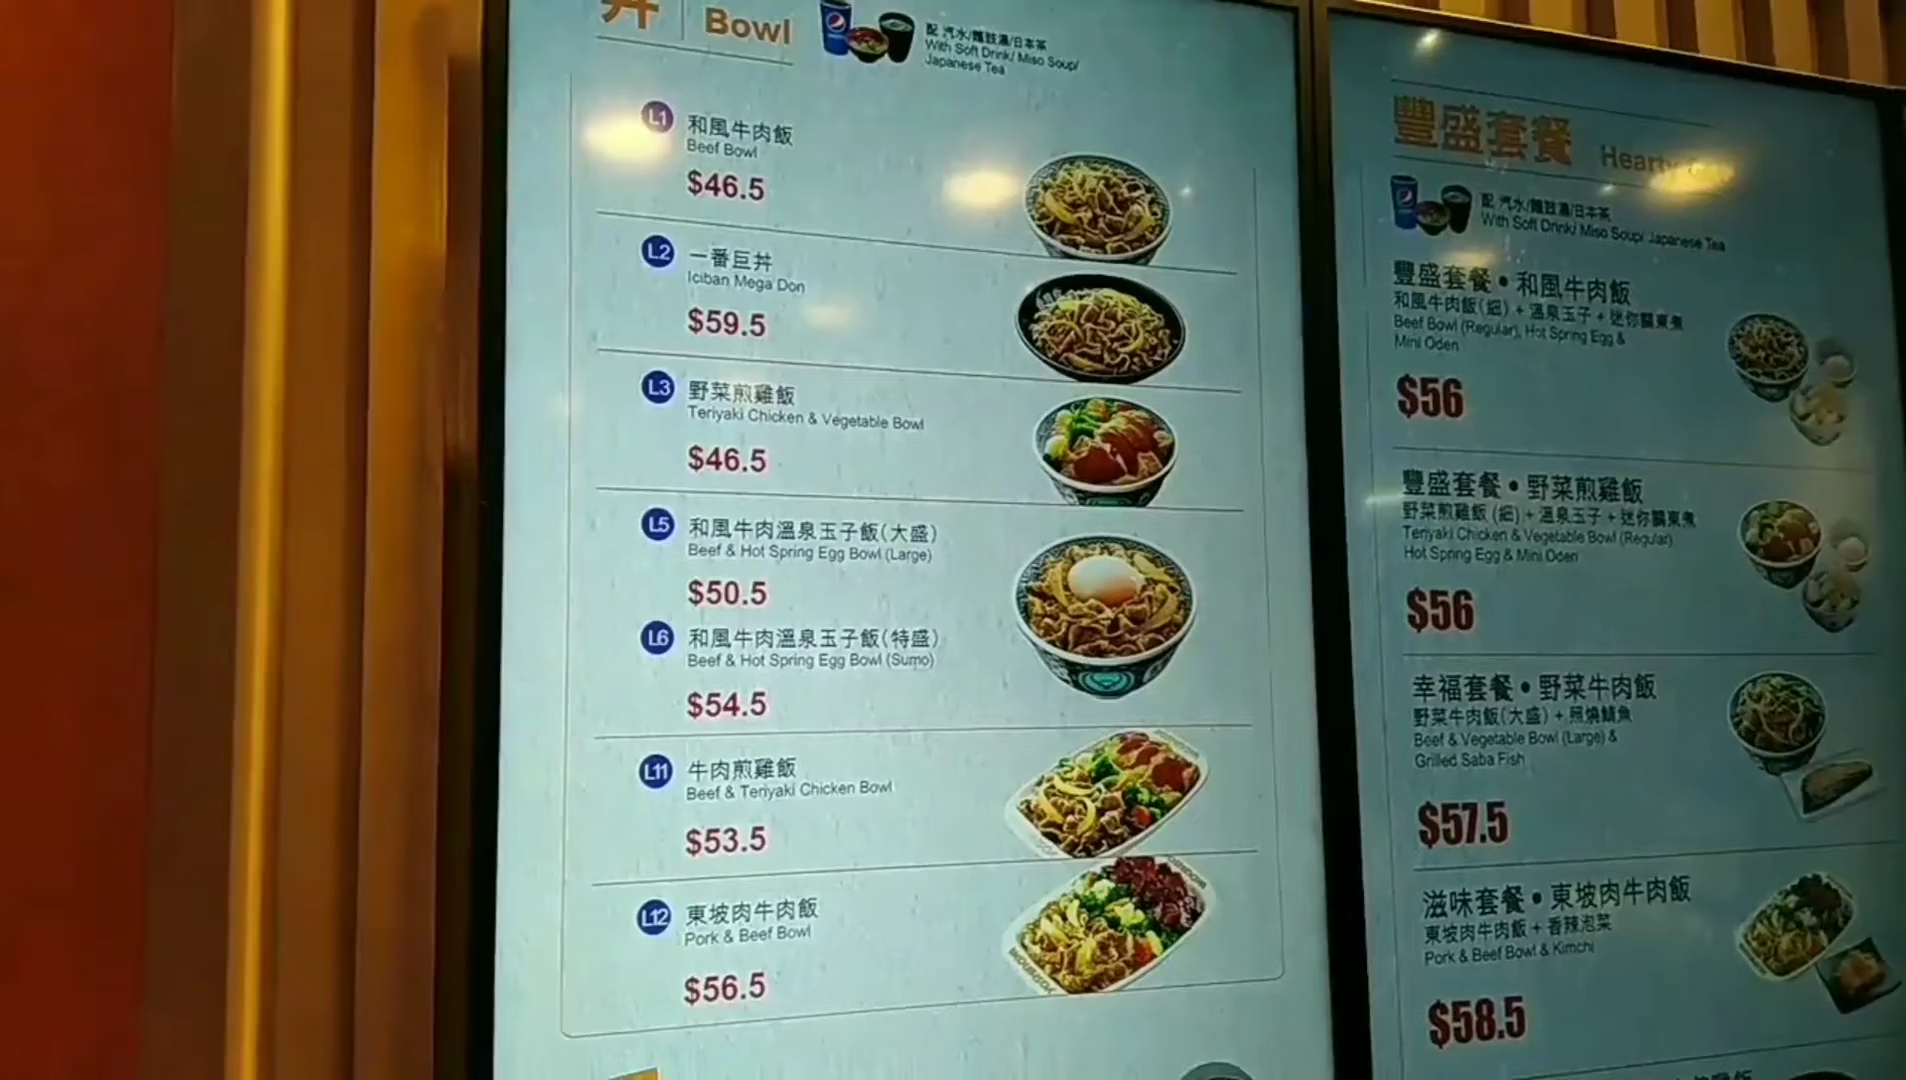 丼 Bowl
配 汽水/麵豉湯/日本茶
With Soft Drink/ Miso Soup/
Japanese Tea
L1 和風牛肉飯
Beef Bowl
$46.5
L2 一番巨丼
Iciban Mega Don
$59.5
L3 野菜煎雞飯
Teriyaki Chicken & Vegetable Bowl
$46.5
L5 和風牛肉溫泉玉子飯(大盛)
Beef & Hot Spring Egg Bowl (Large)
$50.5
L6 和風牛肉溫泉玉子飯(特盛)
Beef & Hot Spring Egg Bowl (Sumo)
$54.5
L11 牛肉煎雞飯
Beef & Teriyaki Chicken Bowl
$53.5
L12 東坡肉牛肉飯
Pork & Beef Bowl
$56.5
豐盛套餐 Hearty
配 汽水/麵豉湯/日本茶
With Soft Drink/ Miso Soup/ Japanese Tea
豐盛套餐 • 和風牛肉飯
和風牛肉飯(細) + 溫泉玉子 + 迷你關東煮
Beef Bowl (Regular), Hot Spring Egg &
Mini Oden
$56
豐盛套餐 • 野菜煎雞飯
野菜煎雞飯 (細) + 溫泉玉子 + 迷你關東煮
Teriyaki Chicken & Vegetable Bowl (Regular)
Hot Spring Egg & Mini Oden
$56
幸福套餐 • 野菜牛肉飯
野菜牛肉飯(大盛) + 照燒鯖魚
Beef & Vegetable Bowl (Large) &
Grilled Saba Fish
$57.5
滋味套餐 • 東坡肉牛肉飯
東坡肉牛肉飯 + 香辣泡菜
Pork & Beef Bowl & Kimchi
$58.5